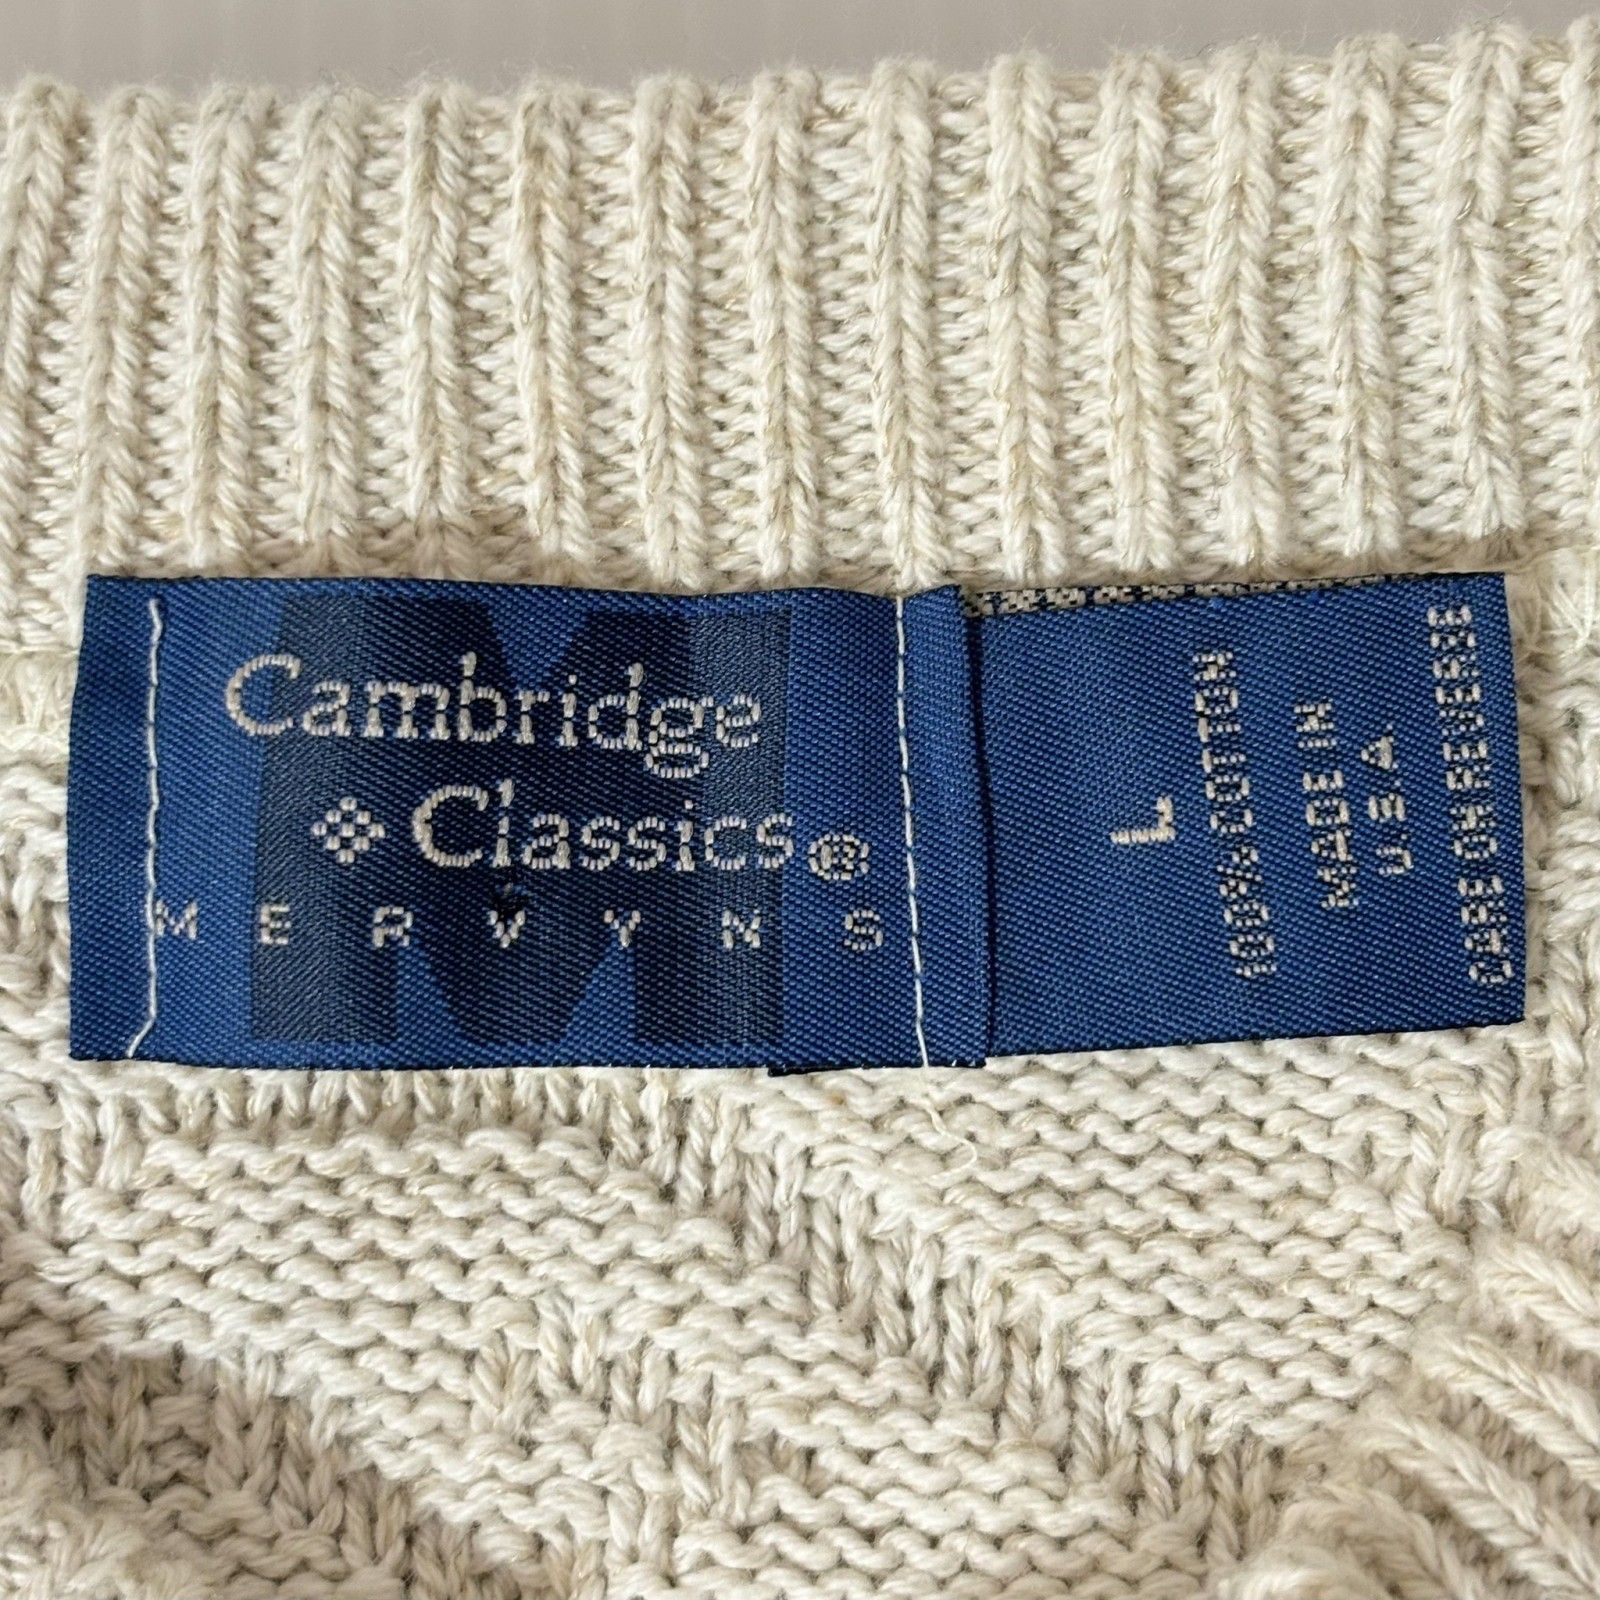 Cambridge
Classics®
MERVYNS
M
L
100% COTTON
MADE IN
U.S.A.
CARE ON REVERSE